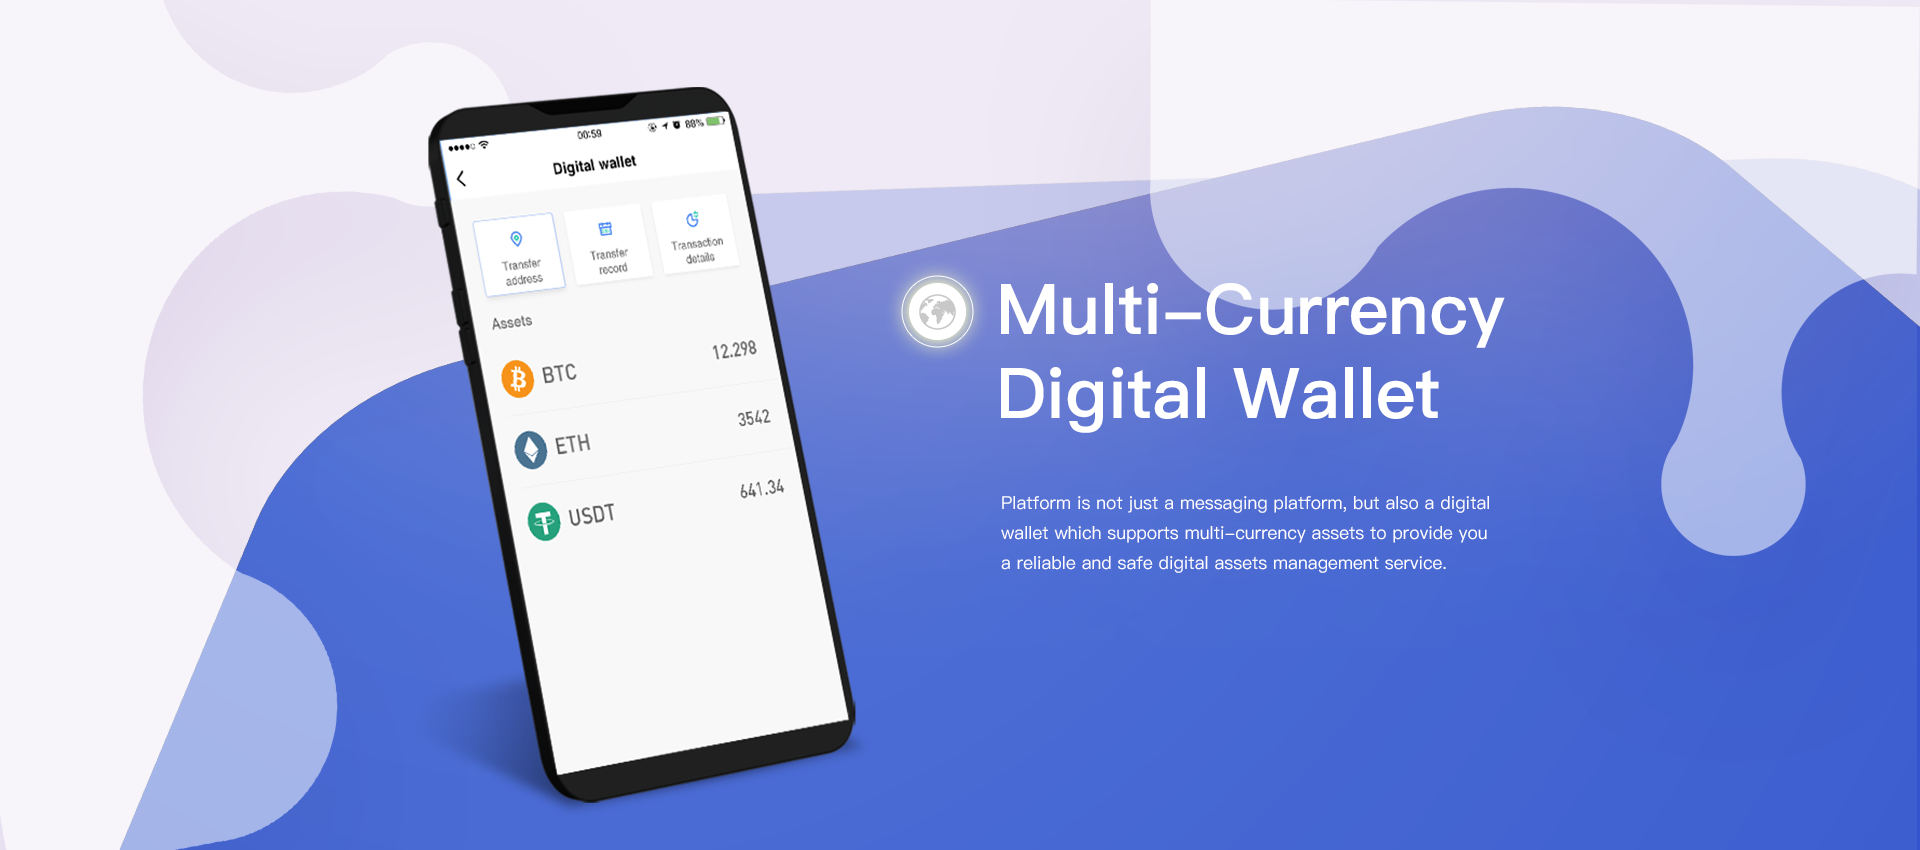 00:59
88%
Digital wallet
Transfer
address
Transfer
record
Transaction
details
Assets
BTC
12.298
ETH
3542
USDT
641.34
Multi-Currency
Digital Wallet
Platform is not just a messaging platform, but also a digital
wallet which supports multi-currency assets to provide you
a reliable and safe digital assets management service.